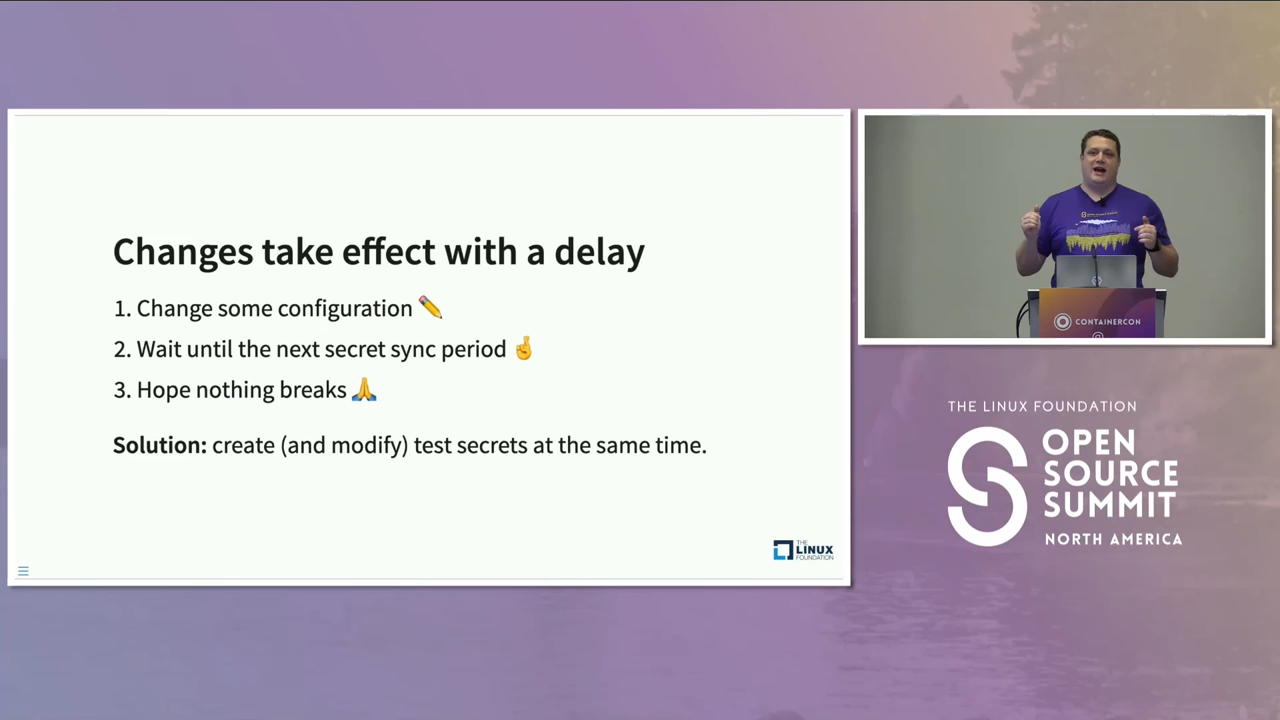 Changes take effect with a delay
1. Change some configuration ✏️
2. Wait until the next secret sync period 🤞
3. Hope nothing breaks 🙏
Solution: create (and modify) test secrets at the same time.
THE
LINUX
FOUNDATION
CONTAINERCON
THE LINUX FOUNDATION
OPEN
SOURCE
SUMMIT
NORTH AMERICA